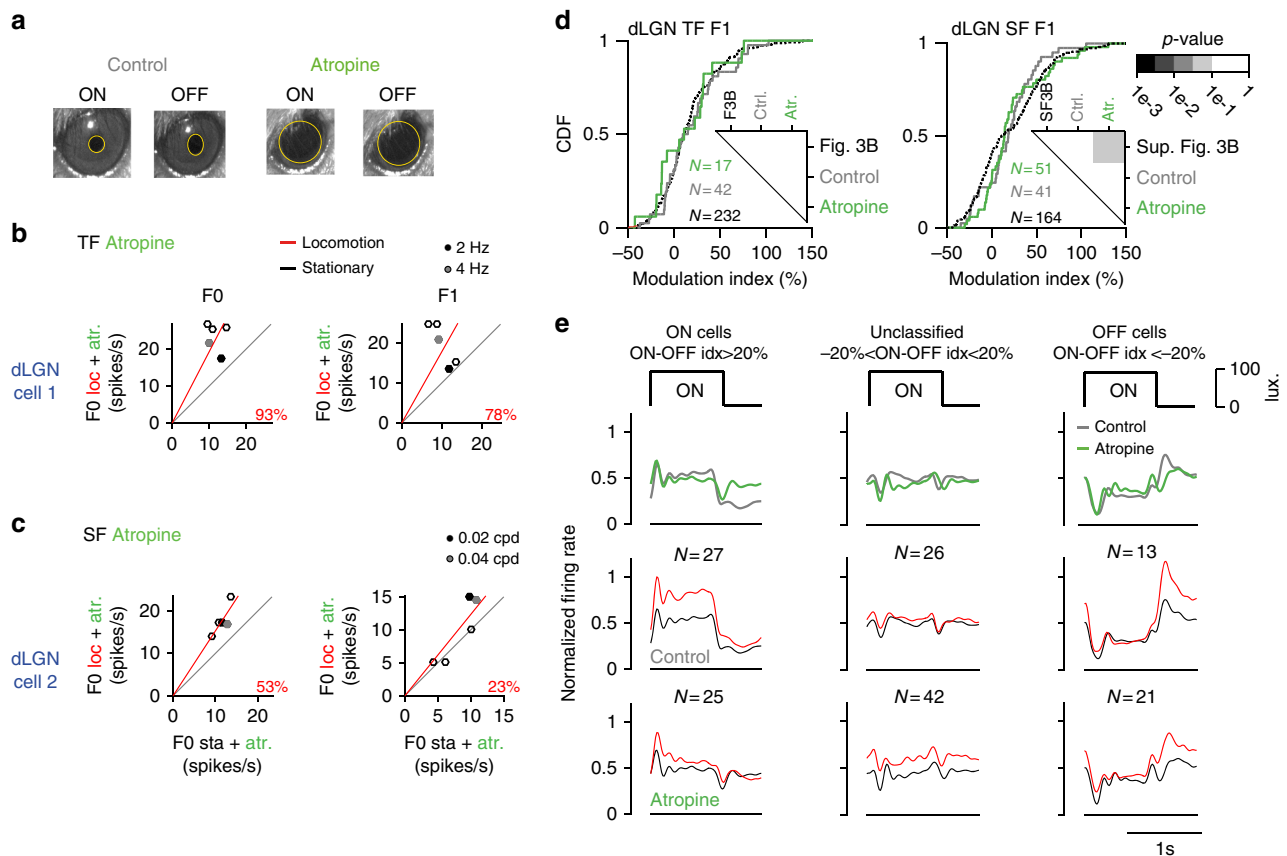 a
Control
Atropine
ON
OFF
ON
OFF
b
TF Atropine
Locomotion
Stationary
2 Hz
4 Hz
F0
F1
dLGN
cell 1
F0 loc + atr.
(spikes/s)
20
10
0
0
10
20
93%
F0 loc + atr.
(spikes/s)
20
10
0
0
10
20
78%
c
SF Atropine
0.02 cpd
0.04 cpd
dLGN
cell 2
F0 loc + atr.
(spikes/s)
20
10
0
0
10
20
53%
F0 sta + atr.
(spikes/s)
F0 loc + atr.
(spikes/s)
15
10
5
0
0
5
10
15
23%
F0 sta + atr.
(spikes/s)
d
dLGN TF F1
CDF
1
0.5
0
−50
0
50
100
150
Modulation index (%)
F3B
Ctrl.
Atr.
N=17
N=42
N=232
Fig. 3B
Control
Atropine
dLGN SF F1
1
0.5
0
−50
0
50
100
150
Modulation index (%)
SF3B
Ctrl.
Atr.
N=51
N=41
N=164
Sup. Fig. 3B
Control
Atropine
p-value
1e-3
1e-2
1e-1
1
e
ON cells
ON-OFF idx>20%
Unclassified
−20%<ON-OFF idx<20%
OFF cells
ON-OFF idx <−20%
ON
ON
ON
100
0
lux.
Normalized firing rate
1
0.5
0
Control
Atropine
N=27
N=26
N=13
1
0.5
0
Control
N=25
N=42
N=21
1
0.5
0
Atropine
1s